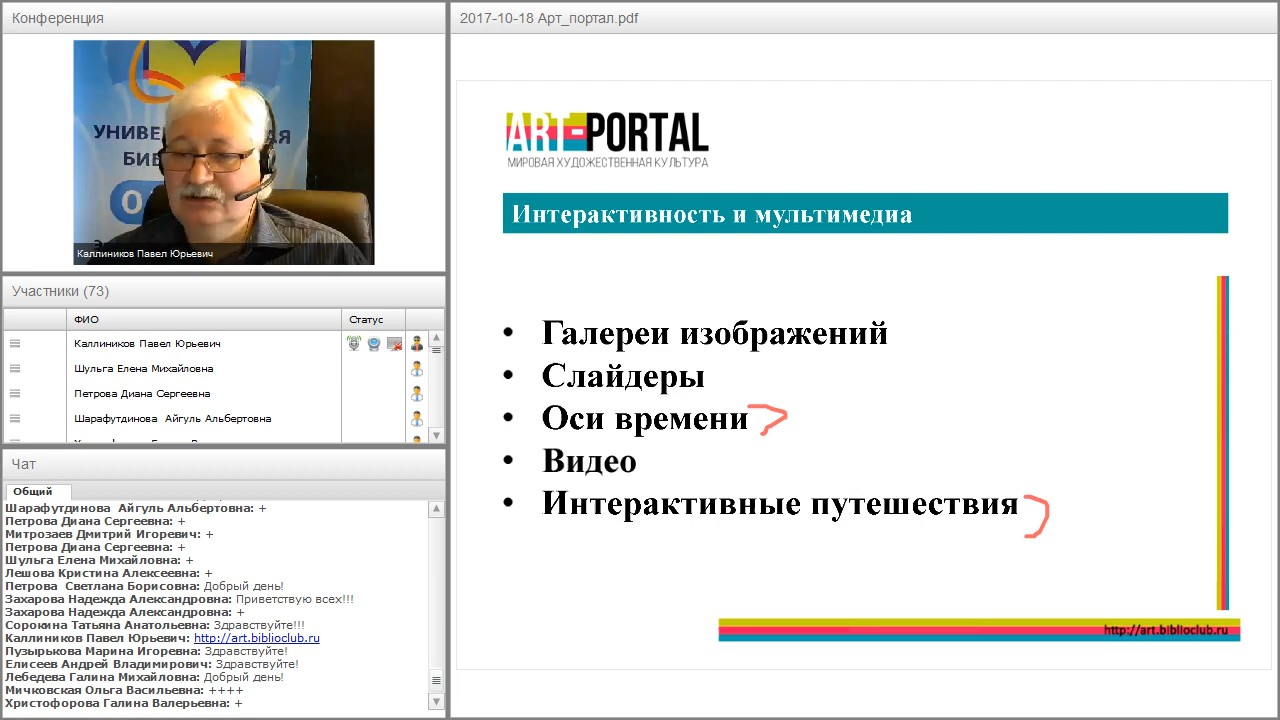 Конференция
УНИВЕ
АЯ
БИБ
Каллиников Павел Юрьевич
Участники (73)
ФИО
Статус
Каллиников Павел Юрьевич
Шульга Елена Михайловна
Петрова Диана Сергеевна
Шарафутдинова Айгуль Альбертовна
Чат
Общий
Шарафутдинова Айгуль Альбертовна: +
Петрова Диана Сергеевна: +
Митрозаев Дмитрий Игоревич: +
Петрова Диана Сергеевна: +
Шульга Елена Михайловна: +
Лешова Кристина Алексеевна: +
Петрова Светлана Борисовна: Добрый день!
Захарова Надежда Александровна: Приветствую всех!!!
Захарова Надежда Александровна: +
Сорокина Татьяна Анатольевна: Здравствуйте!!!
Каллиников Павел Юрьевич: http://art.biblioclub.ru
Пузырькова Марина Игоревна: Здравствуйте!
Елисеев Андрей Владимирович: Здравствуйте!
Лебедева Галина Михайловна: Добрый день!
Мичковская Ольга Васильевна: ++++
Христофорова Галина Валерьевна: +
2017-10-18 Арт_портал.pdf
ART-PORTAL
МИРОВАЯ ХУДОЖЕСТВЕННАЯ КУЛЬТУРА
Интерактивность и мультимедиа
• Галереи изображений
• Слайдеры
• Оси времени
• Видео
• Интерактивные путешествия
http://art.biblioclub.ru